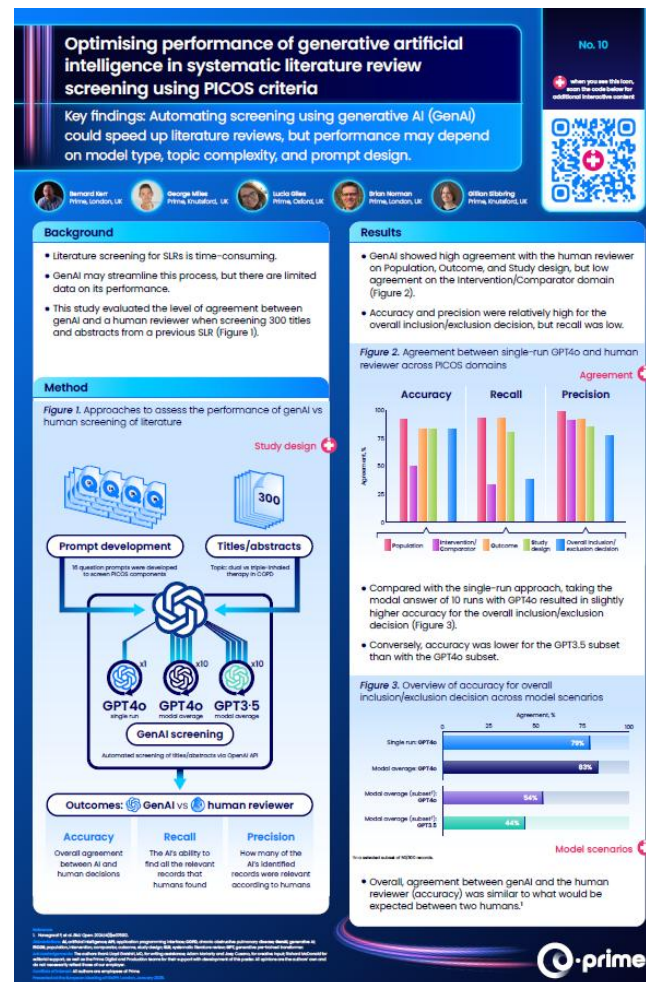 Optimising performance of generative artificial
intelligence in systematic literature review
screening using PICOS criteria
Key findings: Automating screening using generative AI (GenAI)
could speed up literature reviews, but performance may depend
on model type, topic complexity, and prompt design.
No. 10
when you see this icon,
scan the code below for
additional interactive content
Bernard Kerr
Prime, London, UK
George Miles
Prime, Knutsford, UK
Lucia Giles
Prime, Oxford, UK
Brian Norman
Prime, London, UK
Gillian Sibbring
Prime, Knutsford, UK
Background
• Literature screening for SLRs is time-consuming.
• GenAI may streamline this process, but there are limited
data on its performance.
• This study evaluated the level of agreement between
genAI and a human reviewer when screening 300 titles
and abstracts from a previous SLR (Figure 1).
Method
Figure 1. Approaches to assess the performance of genAI vs
human screening of literature
Study design
300
Prompt development
Titles/abstracts
16 question prompts were developed
to screen PICOS components
Topic: dual vs triple-inhaled
therapy in COPD
x1
x10
x10
GPT4o
single run
GPT4o
modal average
GPT3·5
modal average
GenAI screening
Automated screening of titles/abstracts via OpenAI API
Outcomes: GenAI vs human reviewer
Accuracy
Overall agreement
between AI and
human decisions
Recall
The AI's ability to
find all the relevant
records that
humans found
Precision
How many of the
AI's identified
records were relevant
according to humans
Results
• GenAI showed high agreement with the human reviewer
on Population, Outcome, and Study design, but low
agreement on the Intervention/Comparator domain
(Figure 2).
• Accuracy and precision were relatively high for the
overall inclusion/exclusion decision, but recall was low.
Figure 2. Agreement between single-run GPT4o and human
reviewer across PICOS domains
Agreement
Accuracy Recall Precision
Agreement, %
100
75
50
25
0
Population
Intervention/
Comparator
Outcome
Study
design
Overall inclusion/
exclusion decision
• Compared with the single-run approach, taking the
modal answer of 10 runs with GPT4o resulted in slightly
higher accuracy for the overall inclusion/exclusion
decision (Figure 3).
• Conversely, accuracy was lower for the GPT3.5 subset
than with the GPT4o subset.
Figure 3. Overview of accuracy for overall
inclusion/exclusion decision across model scenarios
Agreement, %
0 25 50 75 100
Single run: GPT4o
79%
Modal average: GPT4o
83%
Modal average (subset†):
GPT4o
54%
Modal average (subset†):
GPT3.5
44%
Model scenarios
• Overall, agreement between genAI and the human
reviewer (accuracy) was similar to what would be
expected between two humans.¹
prime